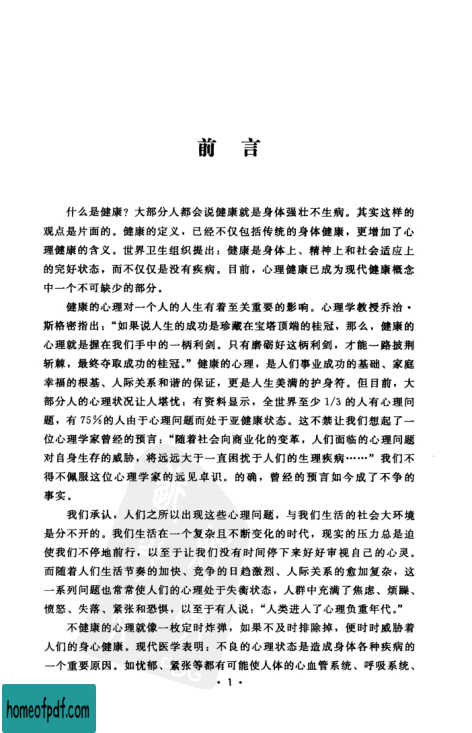 前 言
什么是健康？大部分人都会说健康就是身体强壮不生病。其实这样的
观点是片面的。健康的定义，已经不仅包括传统的身体健康，更增加了心
理健康的含义。世界卫生组织提出：健康是身体上、精神上和社会适应上
的完好状态，而不仅仅是没有疾病。目前，心理健康已成为现代健康概念
中一个不可缺少的部分。
健康的心理对一个人的人生有着至关重要的影响。心理学教授乔治·
斯格密指出：“如果说人生的成功是珍藏在宝塔顶端的桂冠，那么，健康的
心理就是握在我们手中的一柄利剑。只有磨砺好这柄利剑，才能一路披荆
斩棘，最终夺取成功的桂冠。”健康的心理，是人们事业成功的基础、家庭
幸福的根基、人际关系和谐的保证，更是人生美满的护身符。但目前，大
部分人的心理状况让人堪忧：有资料显示，全世界至少 1/3 的人有心理问
题，有 75%的人由于心理问题而处于亚健康状态。这不禁让我们想起了一
位心理学家曾经的预言：“随着社会向商业化的变革，人们面临的心理问题
对自身生存的威胁，将远远大于一直困扰于人们的生理疾病……”我们不
得不佩服这位心理学家的远见卓识。的确，曾经的预言如今成了不争的
事实。
我们承认，人们之所以出现这些心理问题，与我们生活的社会大环境
是分不开的。我们生活在一个复杂且不断变化的时代，现实的压力总是迫
使我们不停地前行，以至于让我们没有时间停下来好好审视自己的心灵。
而随着人们生活节奏的加快、竞争的日趋激烈、人际关系的愈加复杂，这
一系列问题也常常使人们的心理处于失衡状态，人群中充满了焦虑、烦躁、
愤怒、失落、紧张和恐惧，以至于有人说：“人类进入了心理负重年代。”
不健康的心理就像一枚定时炸弹，如果不及时排除掉，便时时威胁着
人们的身心健康。现代医学表明：不良的心理状态是造成身体各种疾病的
一个重要原因。如忧郁、紧张等都有可能使人体的心血管系统、呼吸系统、
· 1 ·
homeofpdf.com